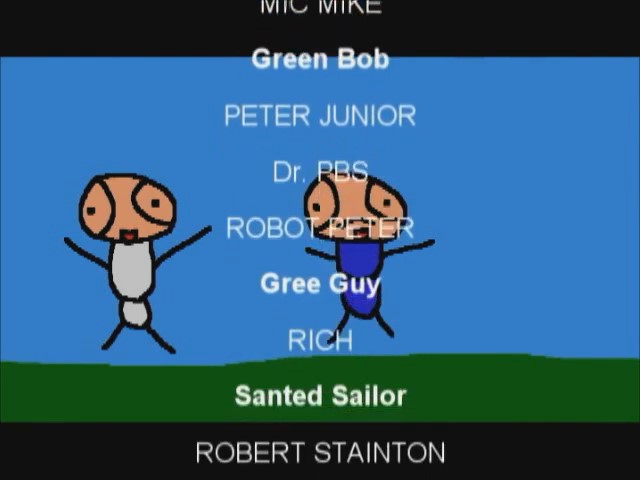 MIC MIKE
Green Bob
PETER JUNIOR
Dr. PBS
ROBOT PETER
Gree Guy
RICH
Santed Sailor
ROBERT STAINTON